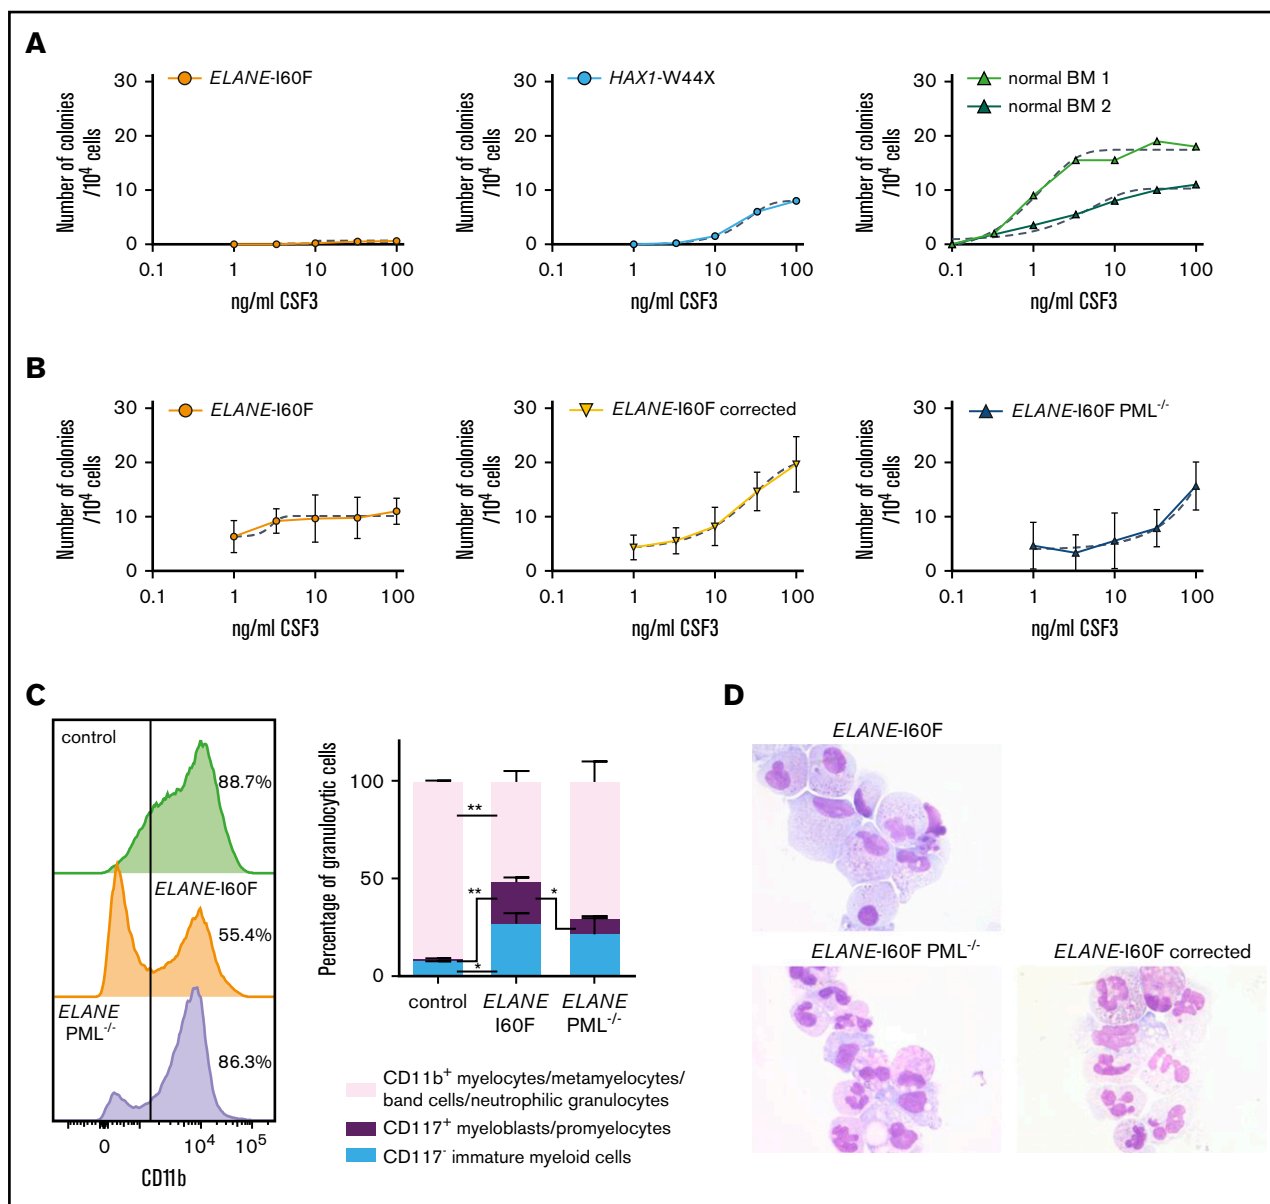 A
ELANE-I60F
Number of colonies
/10⁴ cells
30
20
10
0
0.1
1
10
100
ng/ml CSF3
HAX1-W44X
Number of colonies
/10⁴ cells
30
20
10
0
0.1
1
10
100
ng/ml CSF3
normal BM 1
normal BM 2
Number of colonies
/10⁴ cells
30
20
10
0
0.1
1
10
100
ng/ml CSF3
B
ELANE-I60F
Number of colonies
/10⁴ cells
30
20
10
0
0.1
1
10
100
ng/ml CSF3
ELANE-I60F corrected
Number of colonies
/10⁴ cells
30
20
10
0
0.1
1
10
100
ng/ml CSF3
ELANE-I60F PML⁻/⁻
Number of colonies
/10⁴ cells
30
20
10
0
0.1
1
10
100
ng/ml CSF3
C
control
88.7%
ELANE-I60F
55.4%
ELANE
PML⁻/⁻
86.3%
0
10⁴
10⁵
CD11b
Percentage of granulocytic cells
100
50
0
**
**
*
*
control
ELANE
I60F
ELANE
PML⁻/⁻
CD11b⁺ myelocytes/metamyelocytes/
band cells/neutrophilic granulocytes
CD117⁺ myeloblasts/promyelocytes
CD117⁻ immature myeloid cells
D
ELANE-I60F
ELANE-I60F PML⁻/⁻
ELANE-I60F corrected